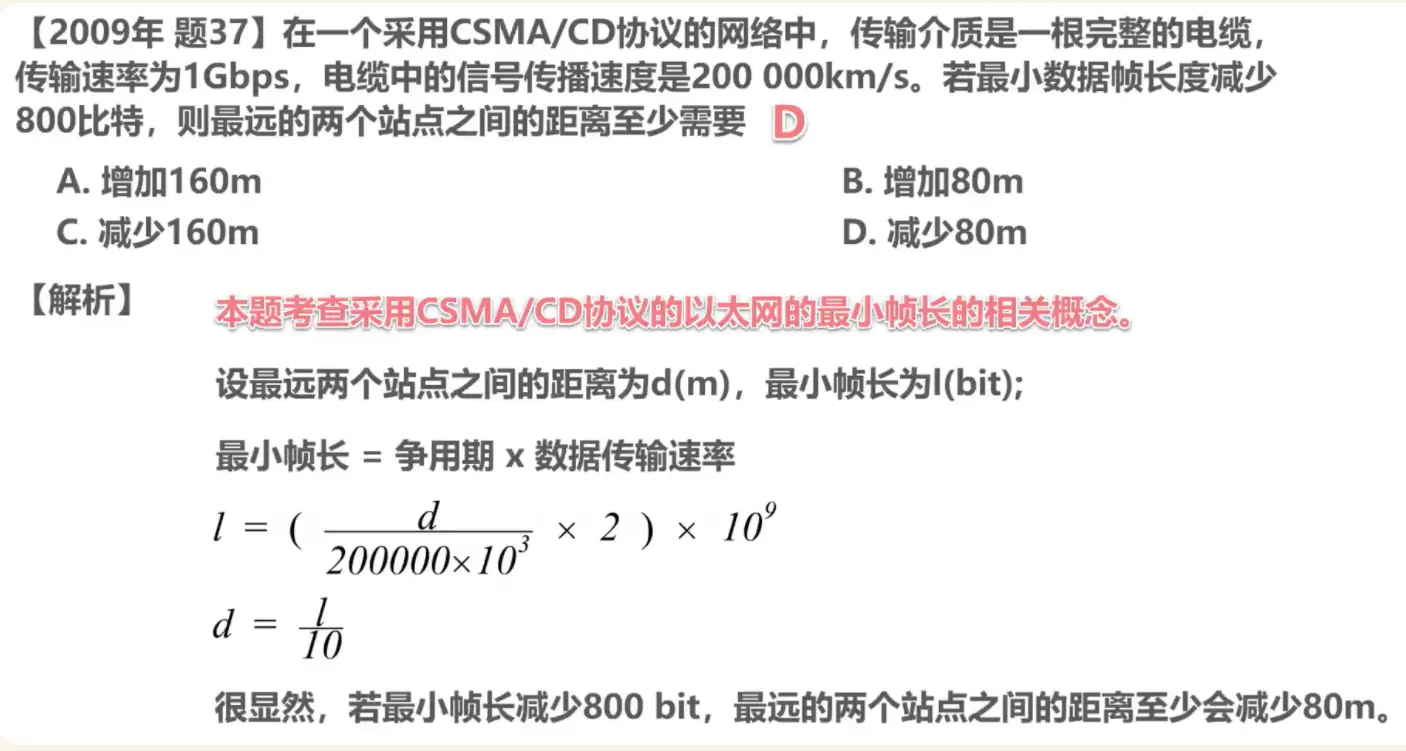 【2009年 题37】在一个采用CSMA/CD协议的网络中，传输介质是一根完整的电缆，
传输速率为1Gbps，电缆中的信号传播速度是200 000km/s。若最小数据帧长度减少
800比特，则最远的两个站点之间的距离至少需要 D
A. 增加160m B. 增加80m
C. 减少160m D. 减少80m
【解析】 本题考查采用CSMA/CD协议的以太网的最小帧长的相关概念。
设最远两个站点之间的距离为d(m)，最小帧长为l(bit);
最小帧长 = 争用期 x 数据传输速率
l = ( d / 200000×10³ × 2 ) × 10⁹
d = l / 10
很显然，若最小帧长减少800 bit，最远的两个站点之间的距离至少会减少80m。